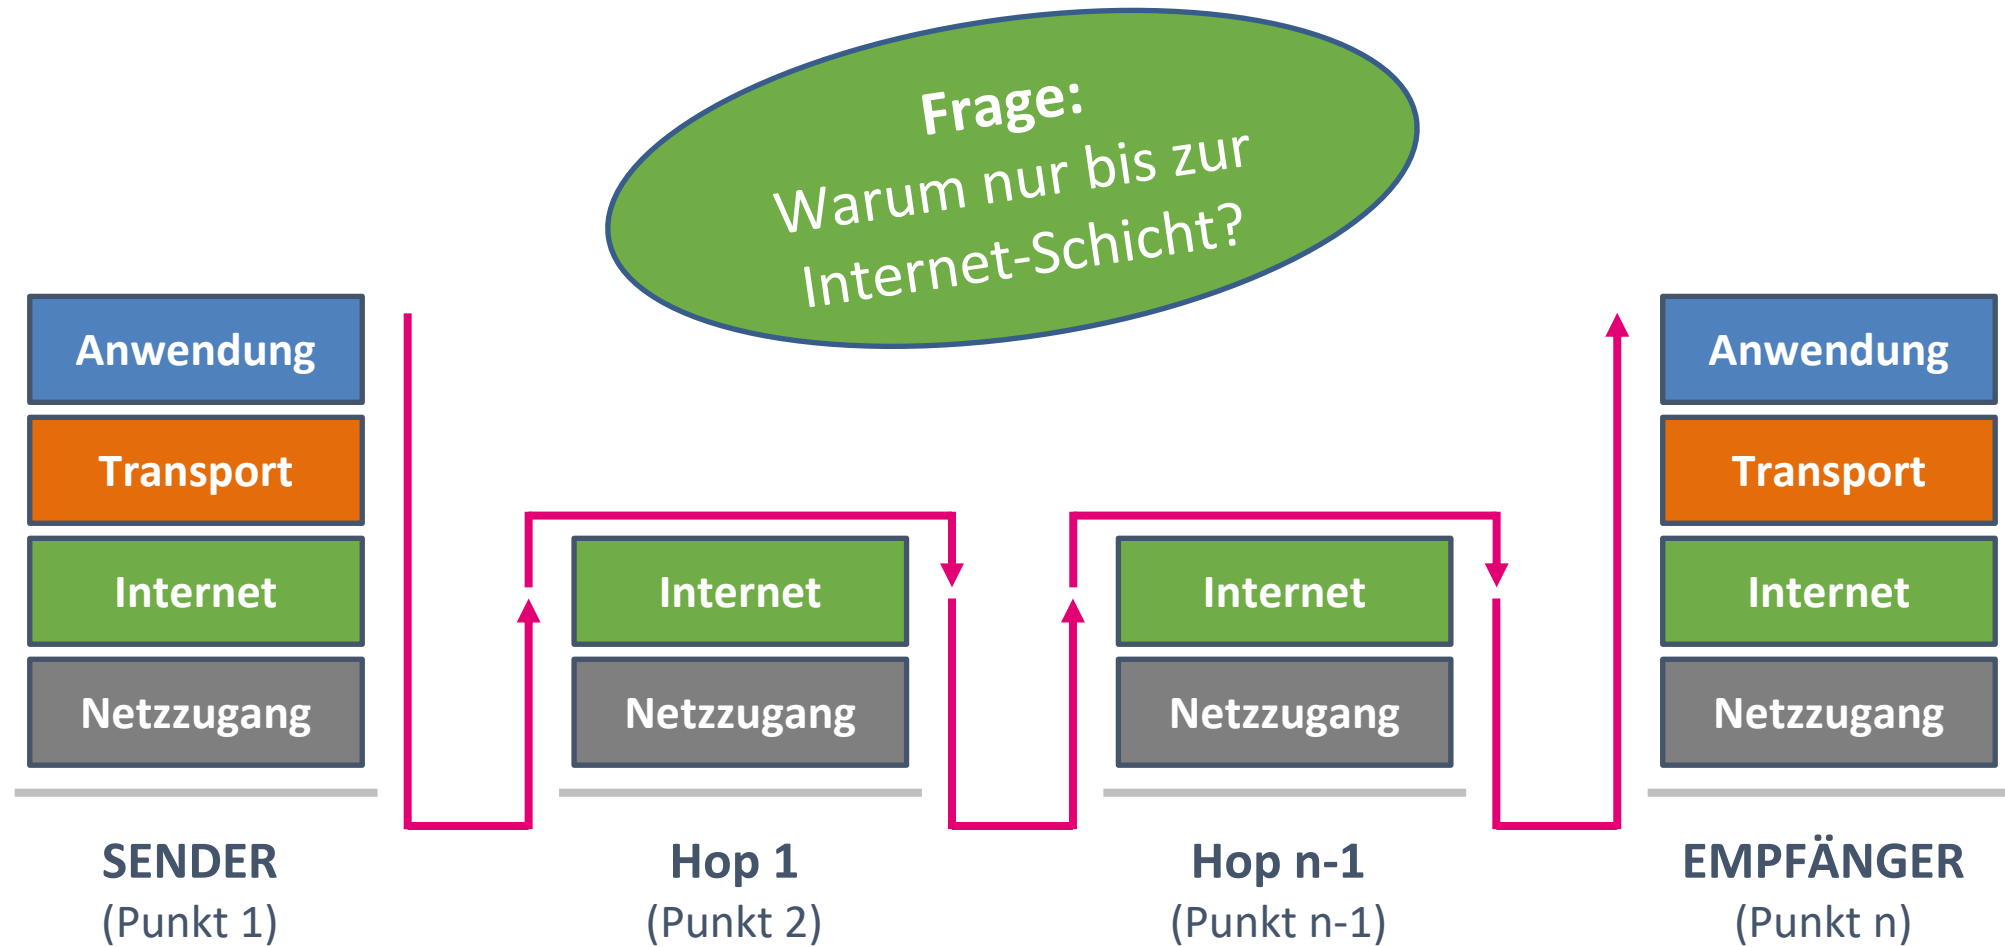 Frage:
Warum nur bis zur
Internet-Schicht?
Anwendung
Transport
Internet
Netzzugang
SENDER
(Punkt 1)
Internet
Netzzugang
Hop 1
(Punkt 2)
Internet
Netzzugang
Hop n-1
(Punkt n-1)
Anwendung
Transport
Internet
Netzzugang
EMPFÄNGER
(Punkt n)